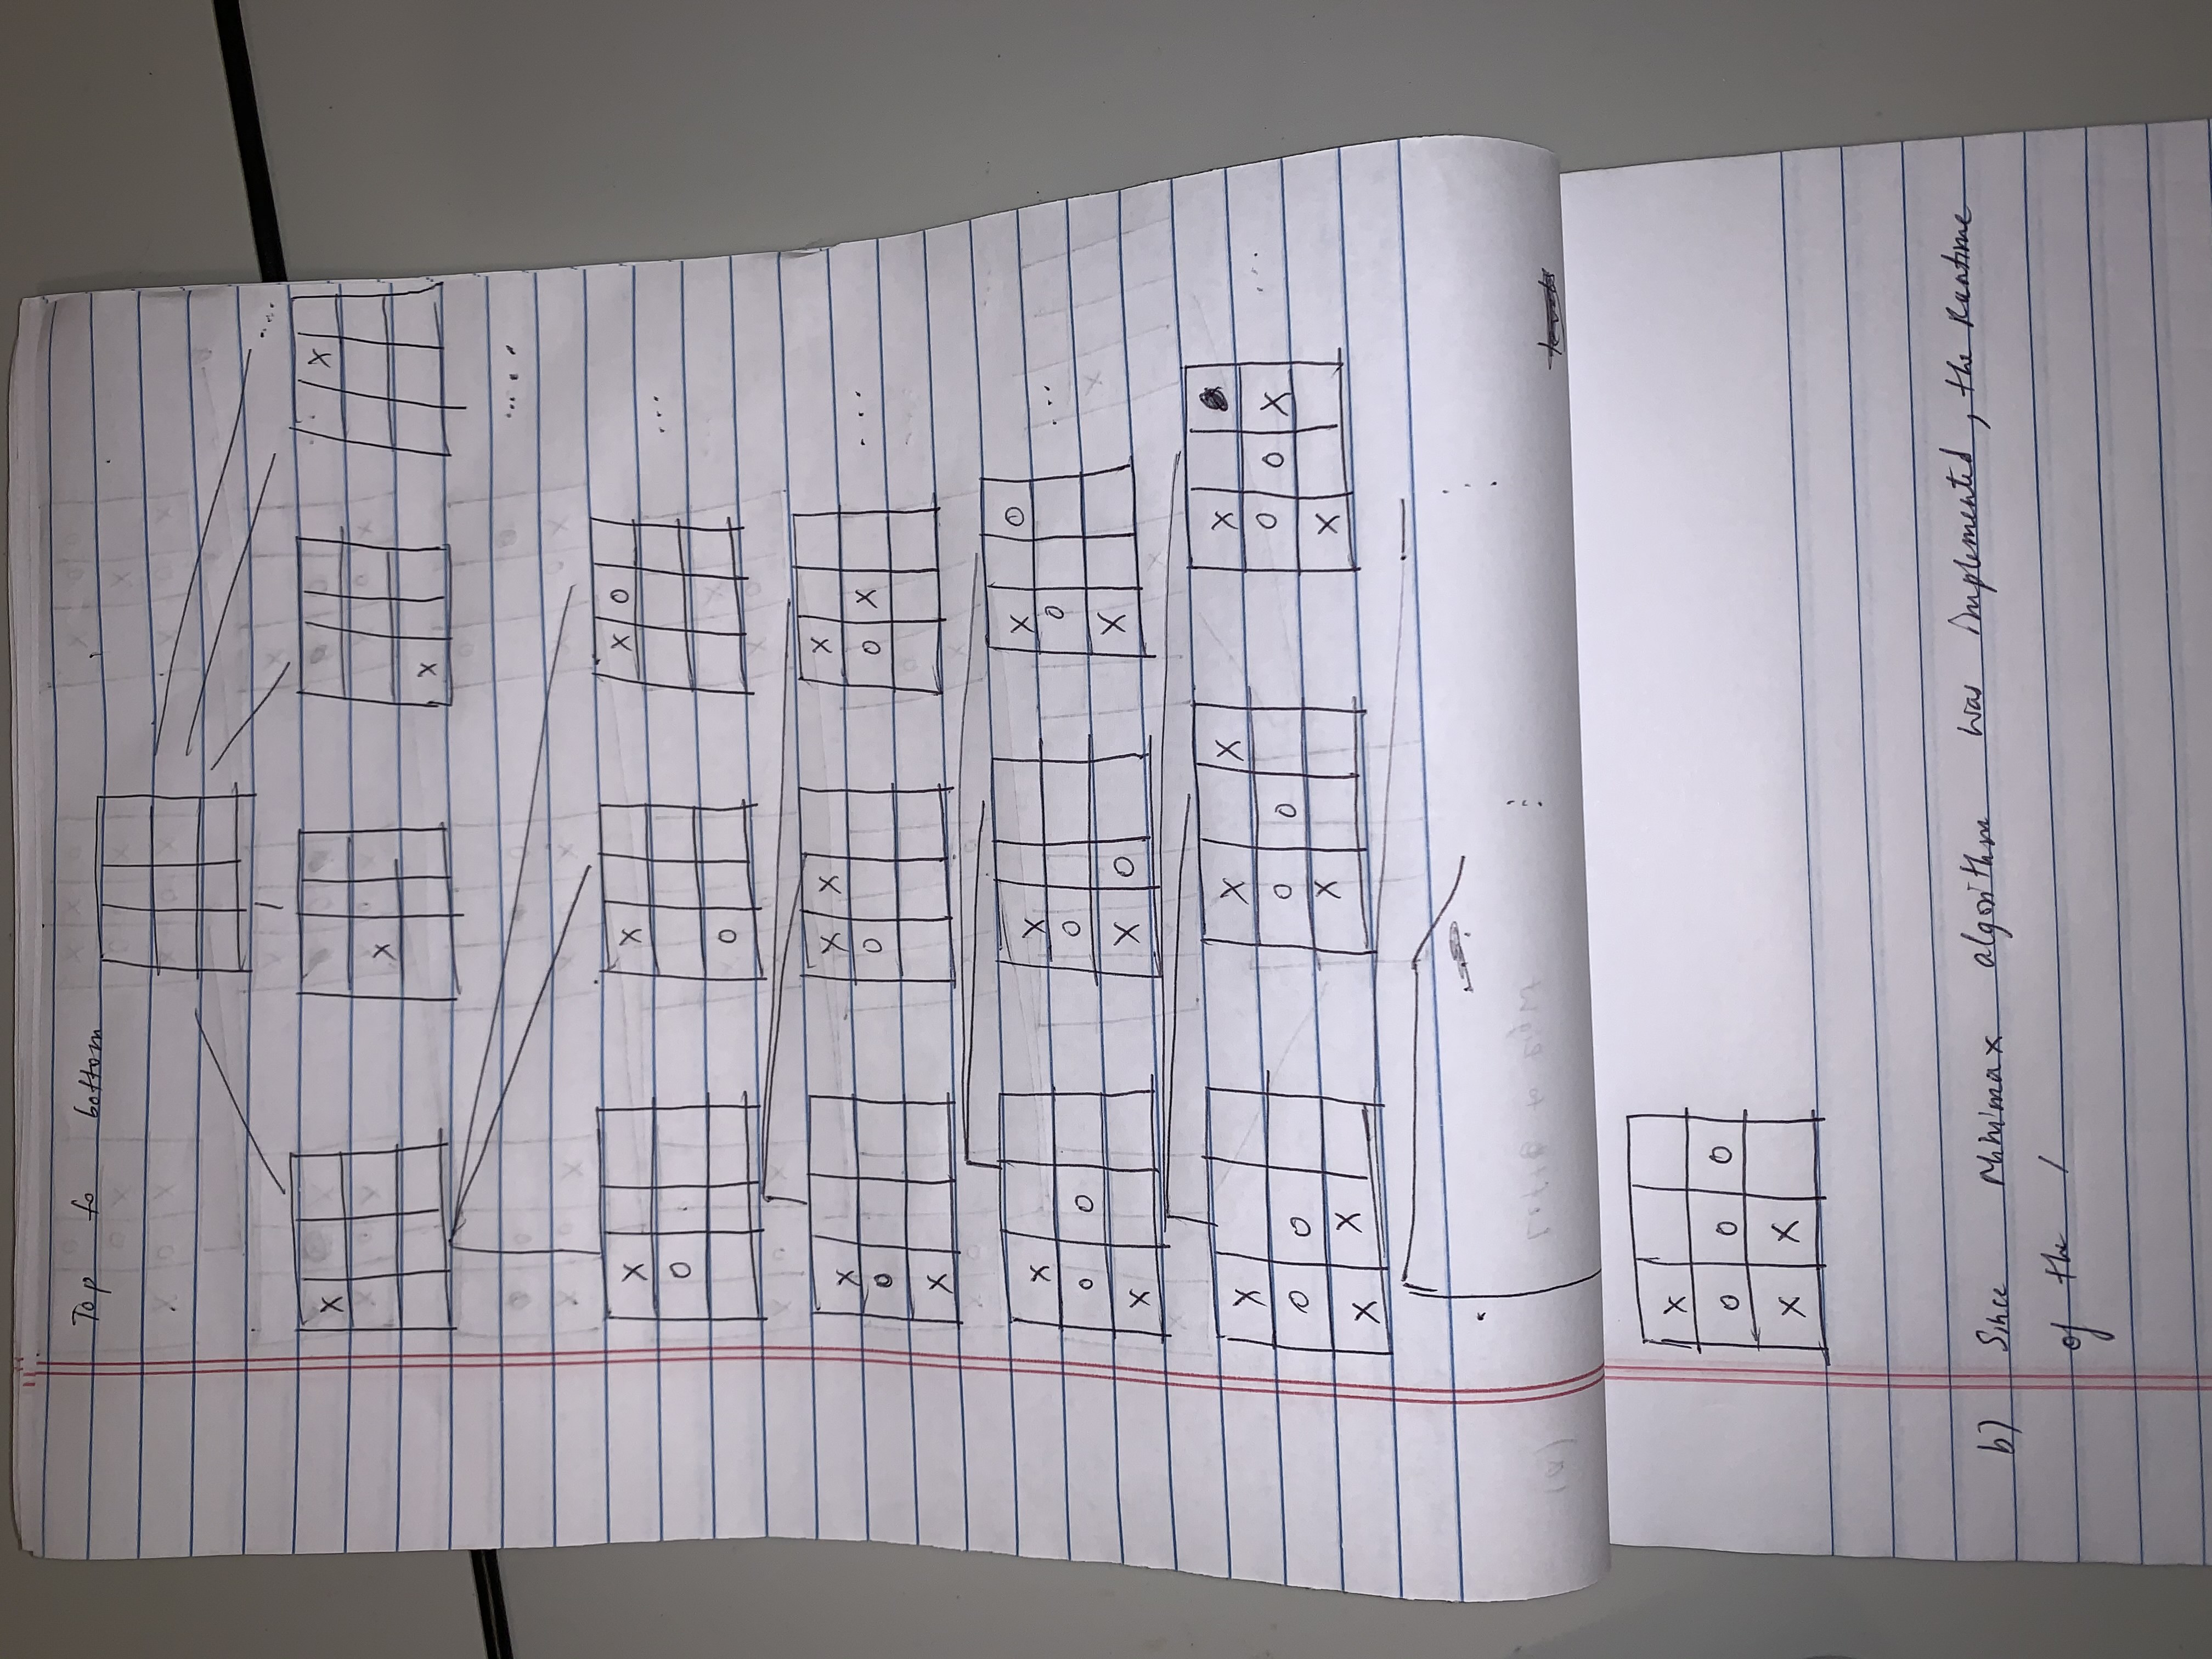 Top to bottom
....
X
X
X
X
.....
X
O
X
O
X O
...
X
O
X
X X
O
X
O X
...
X
O O
X
X
O
X O
X O
O
X
...
X
O O
X X
X X
O O
X
X
O O X
X
...
X
O O O
X X
b) Since Minimax algorithm was implemented, the Runtime
of the